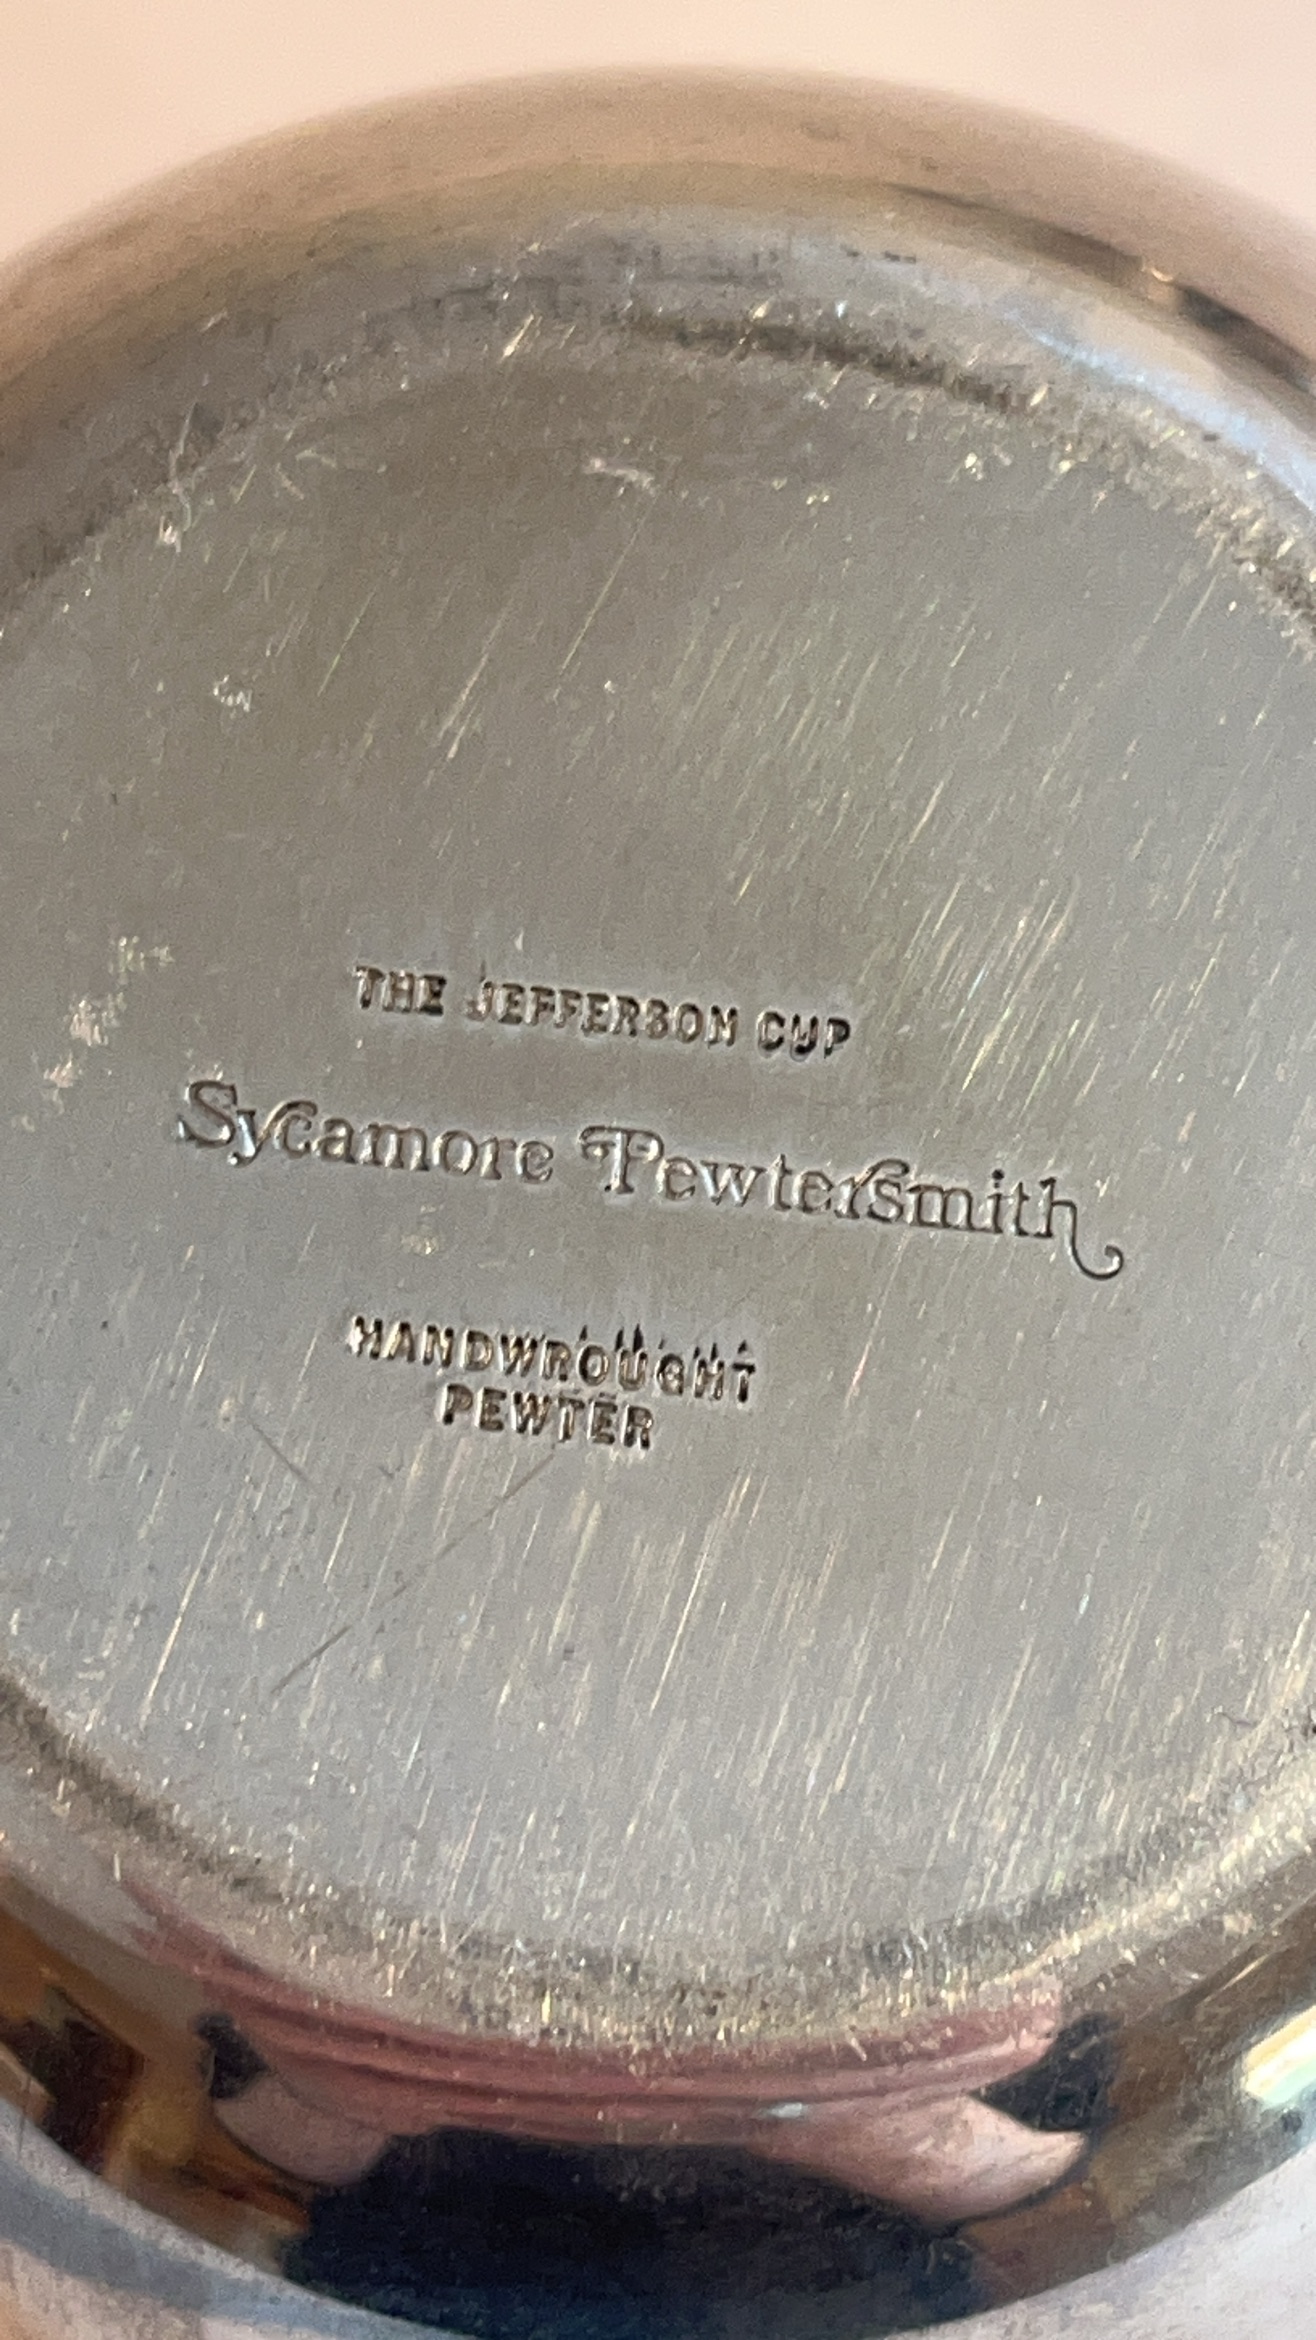 THE JEFFERSON CUP
Sycamore PewterSmith
HANDWROUGHT
PEWTER